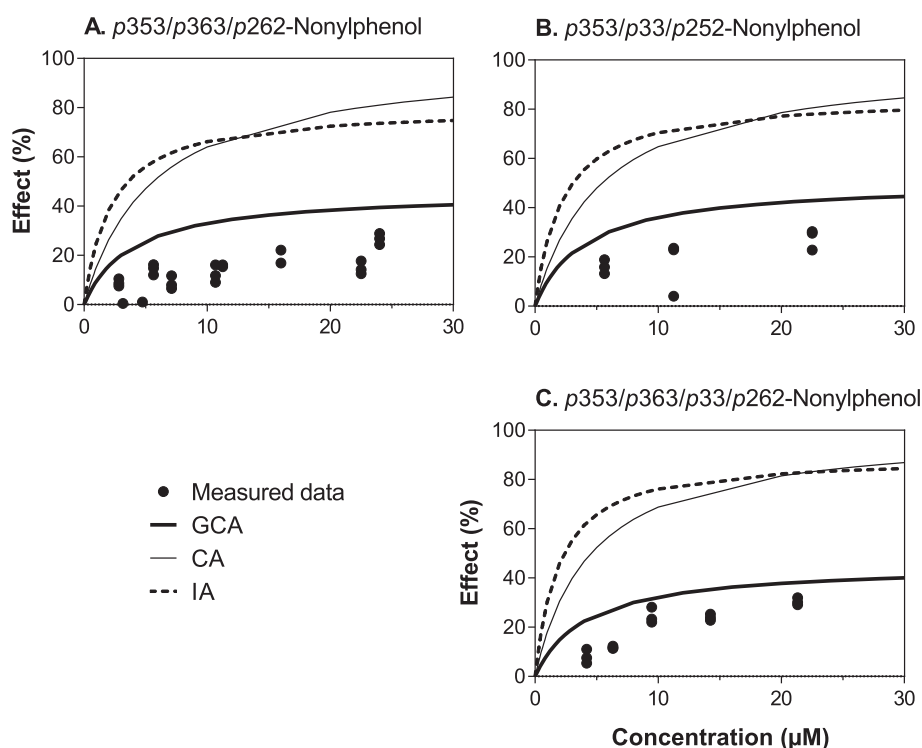 A. p353/p363/p262-Nonylphenol
100
80
60
40
20
0
Effect (%)
0 10 20 30
B. p353/p33/p252-Nonylphenol
100
80
60
40
20
0
0 10 20 30
Measured data
GCA
CA
IA
C. p353/p363/p33/p262-Nonylphenol
100
80
60
40
20
0
Effect (%)
0 10 20 30
Concentration (µM)